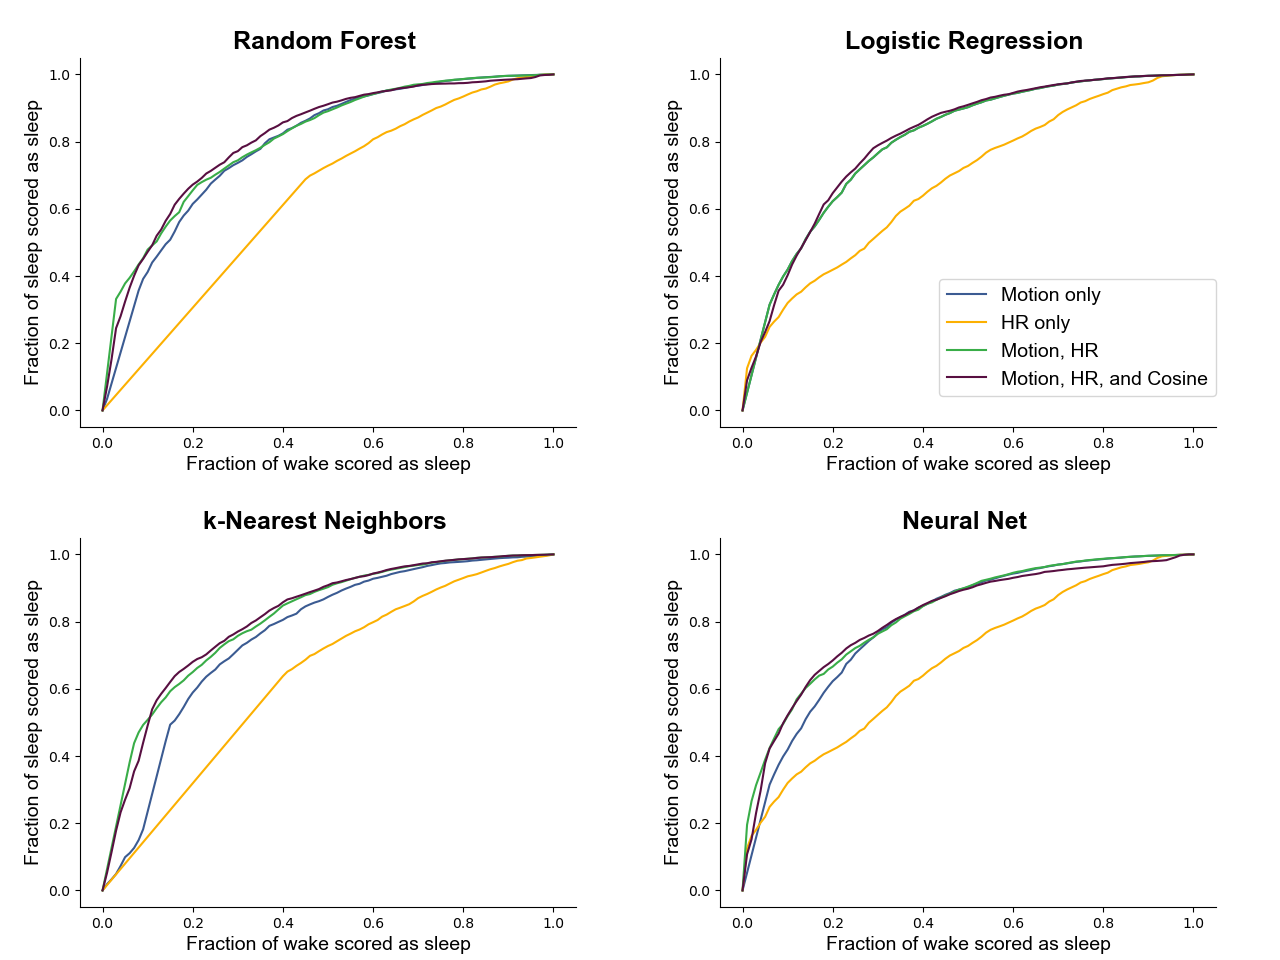 Random Forest
Fraction of sleep scored as sleep
1.0
0.8
0.6
0.4
0.2
0.0
0.0 0.2 0.4 0.6 0.8 1.0
Fraction of wake scored as sleep
Logistic Regression
Fraction of sleep scored as sleep
1.0
0.8
0.6
0.4
0.2
0.0
Motion only
HR only
Motion, HR
Motion, HR, and Cosine
0.0 0.2 0.4 0.6 0.8 1.0
Fraction of wake scored as sleep
k-Nearest Neighbors
Fraction of sleep scored as sleep
1.0
0.8
0.6
0.4
0.2
0.0
0.0 0.2 0.4 0.6 0.8 1.0
Fraction of wake scored as sleep
Neural Net
Fraction of sleep scored as sleep
1.0
0.8
0.6
0.4
0.2
0.0
0.0 0.2 0.4 0.6 0.8 1.0
Fraction of wake scored as sleep